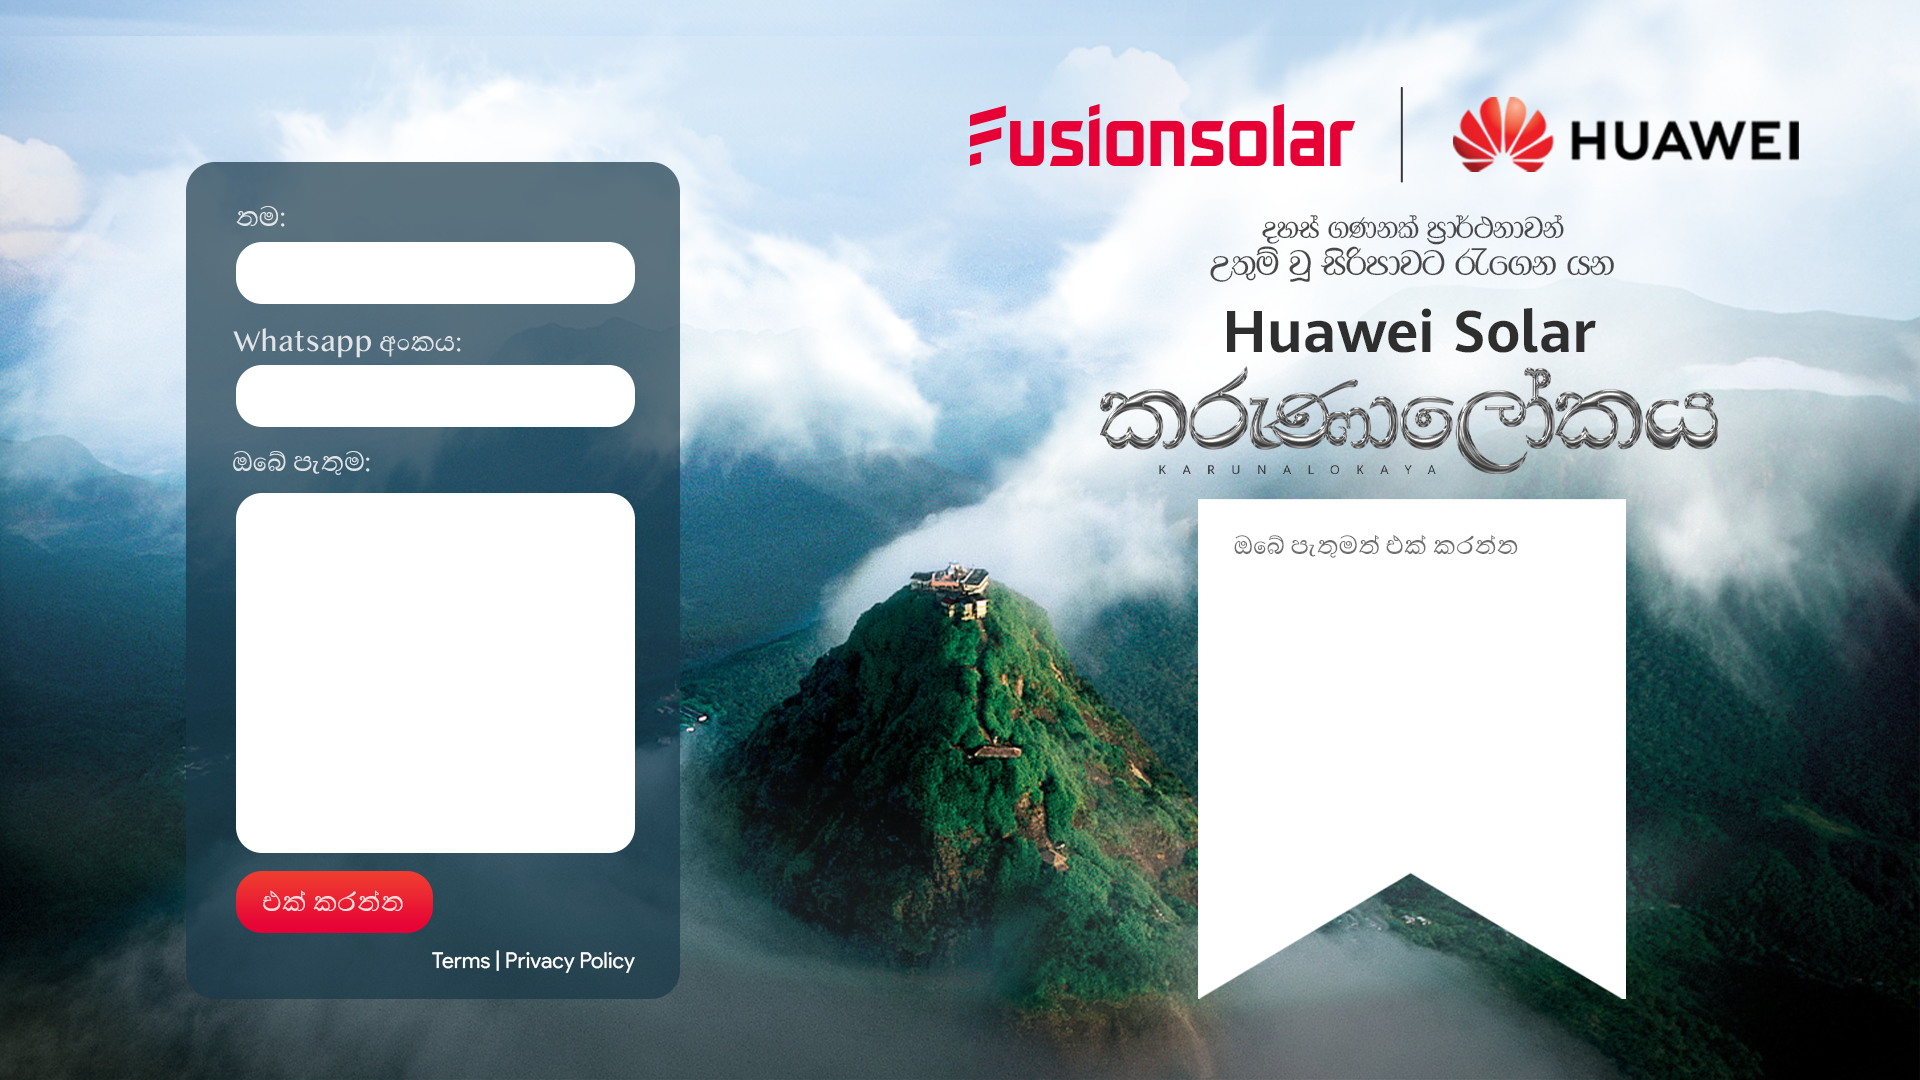 Fusionsolar
HUAWEI
දහස් ගණනක් ප්‍රාර්ථනාවන්
උතුම් වූ සිරිපාවට රැගෙන යන
Huawei Solar
කරුණාලෝකය
KARUNALOKAYA
නම:
Whatsapp අංකය:
ඔබේ පැතුම:
එක් කරන්න
Terms | Privacy Policy
ඔබේ පැතුමත් එක් කරන්න